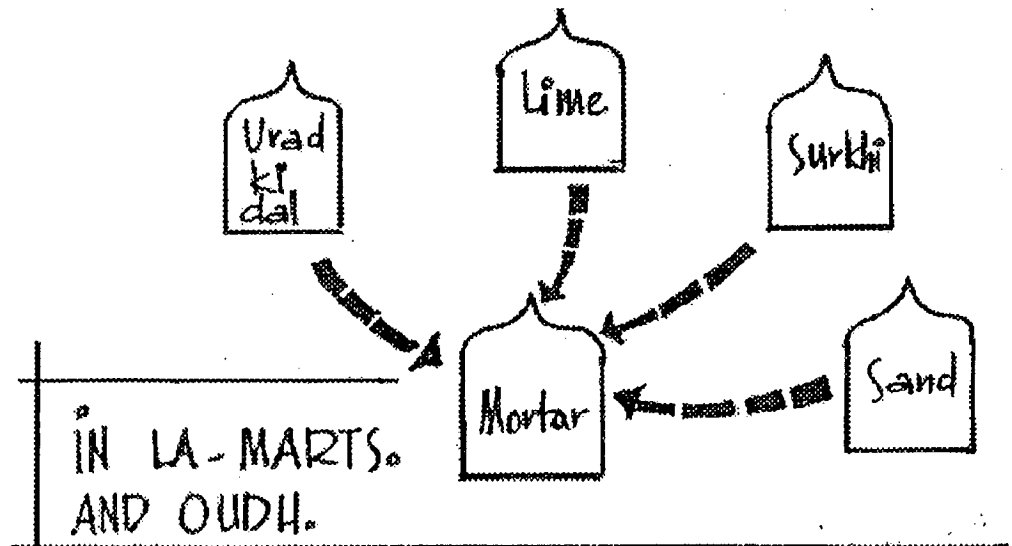 Lime
Urad
ki
dal
Surkhi
Sand
Mortar
IN LA-MARTS.
AND OUDH.